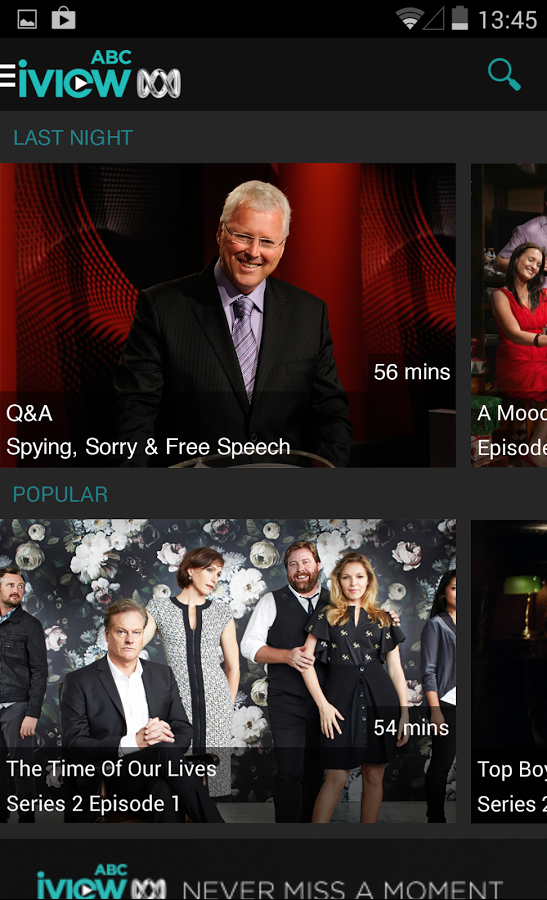 13:45
ABC
iview
LAST NIGHT
56 mins
Q&A
Spying, Sorry & Free Speech
A Mood
Episode
POPULAR
54 mins
The Time Of Our Lives
Series 2 Episode 1
Top Boy
Series 2
ABC
iview
NEVER MISS A MOMENT